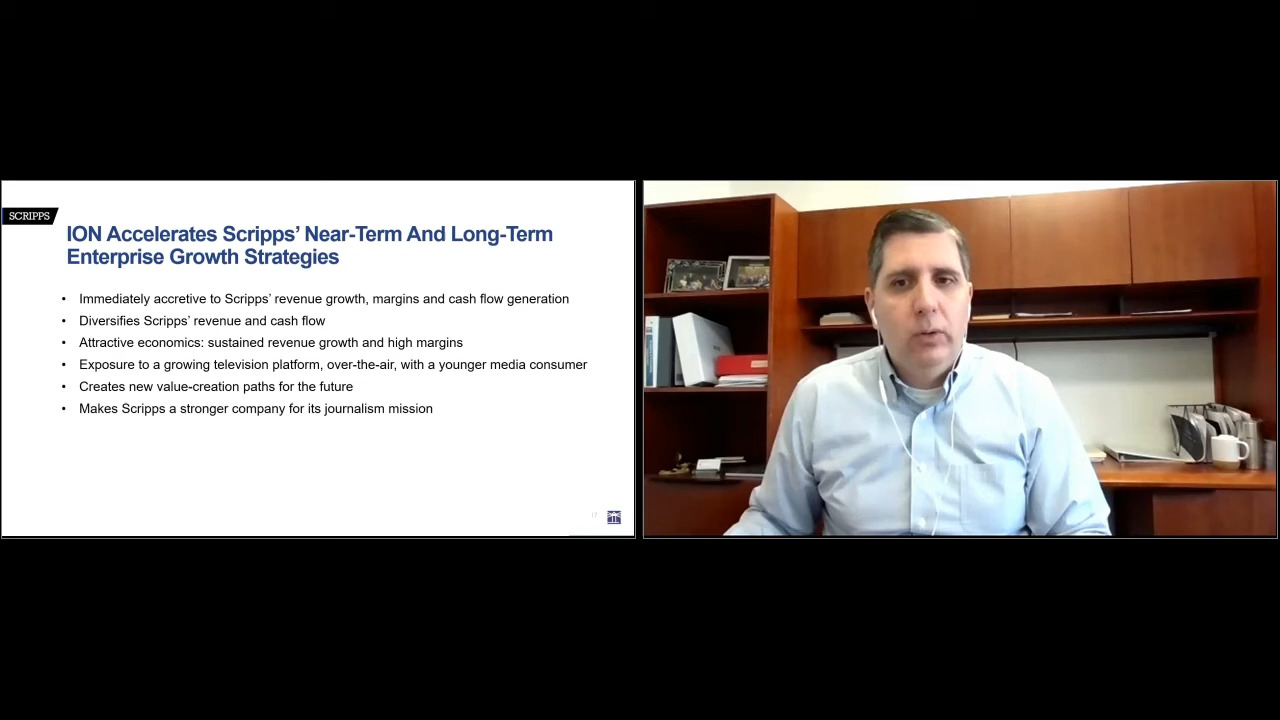 SCRIPPS
ION Accelerates Scripps’ Near-Term And Long-Term
Enterprise Growth Strategies
• Immediately accretive to Scripps’ revenue growth, margins and cash flow generation
• Diversifies Scripps’ revenue and cash flow
• Attractive economics: sustained revenue growth and high margins
• Exposure to a growing television platform, over-the-air, with a younger media consumer
• Creates new value-creation paths for the future
• Makes Scripps a stronger company for its journalism mission
17